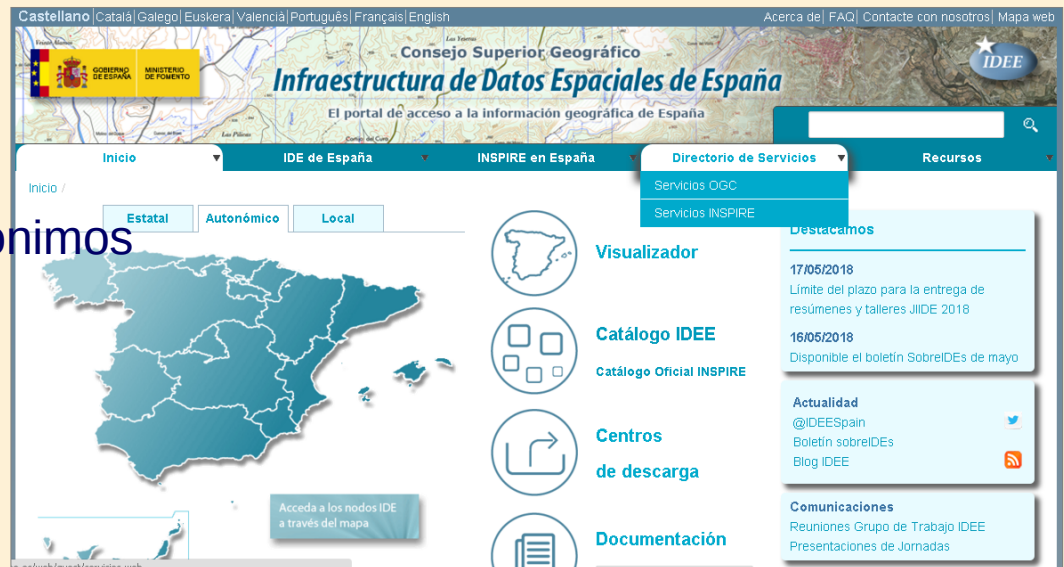 Castellano|Català|Galego|Euskera|Valencià|Português|Français|English
Acerca de| FAQ| Contacte con nosotros| Mapa web
Consejo Superior Geográfico
GOBIERNO DE ESPAÑA
MINISTERIO DE FOMENTO
Infraestructura de Datos Espaciales de España
IDEE
El portal de acceso a la información geográfica de España
Inicio
IDE de España
INSPIRE en España
Directorio de Servicios
Recursos
Servicios OGC
Servicios INSPIRE
Inicio /
Estatal
Autonómico
Local
ónimos
Visualizador
Catálogo IDEE
Catálogo Oficial INSPIRE
Centros
de descarga
Documentación
Acceda a los nodos IDE
a través del mapa
Destacamos
17/05/2018
Límite del plazo para la entrega de
resúmenes y talleres JIIDE 2018
16/05/2018
Disponible el boletín SobreIDEs de mayo
Actualidad
@IDEESpain
Boletín sobreIDEs
Blog IDEE
Comunicaciones
Reuniones Grupo de Trabajo IDEE
Presentaciones de Jornadas